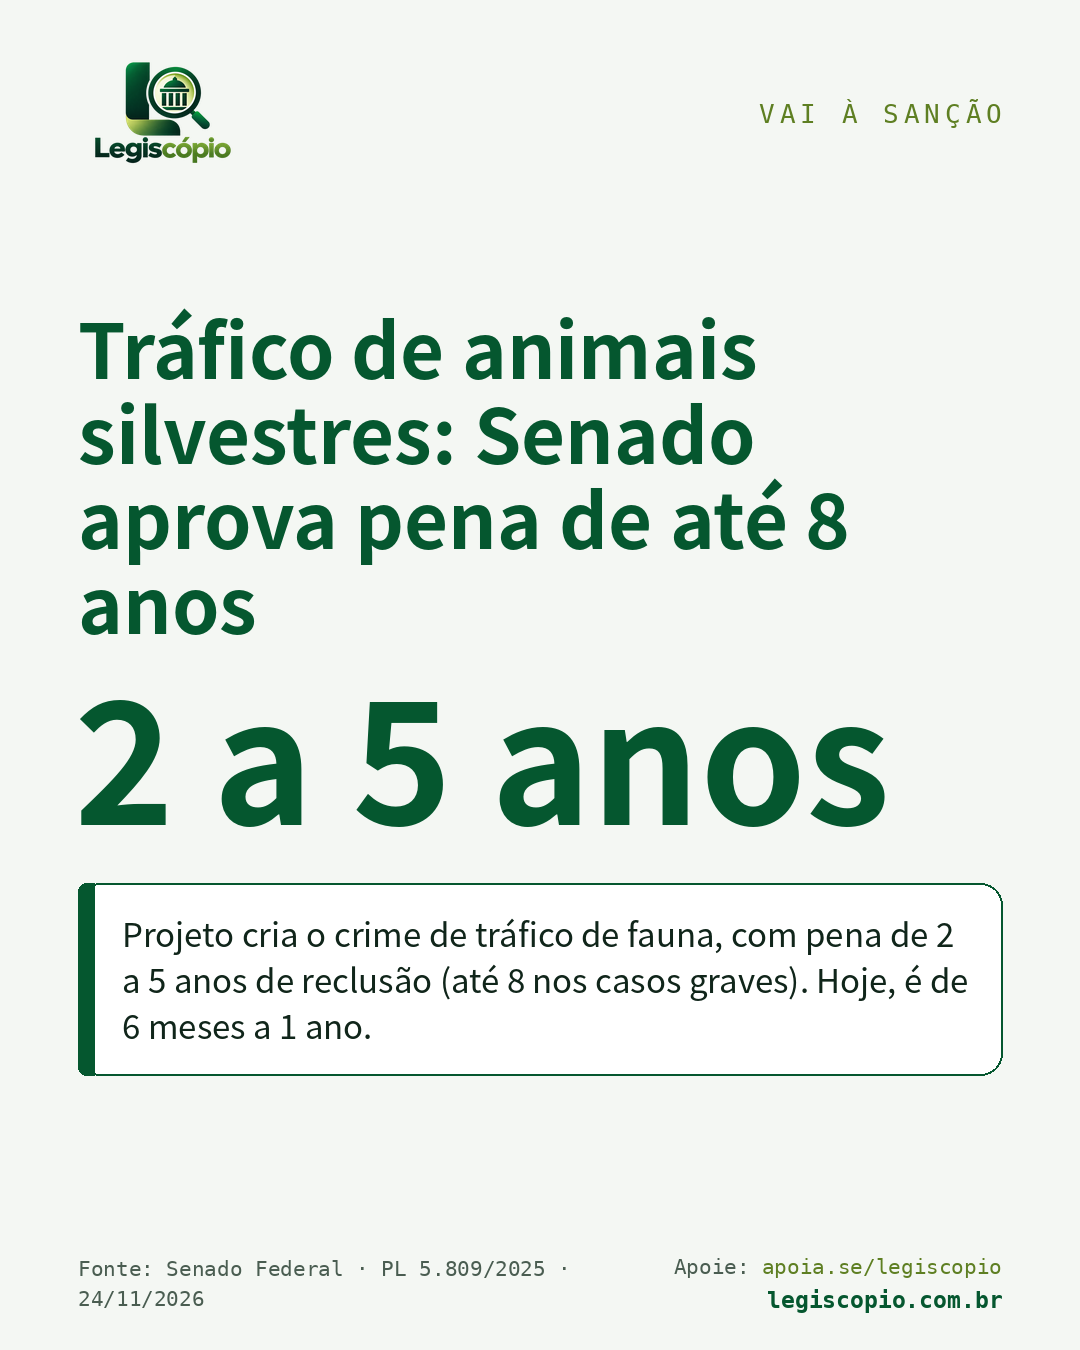 Legiscópio
VAI À SANÇÃO
Tráfico de animais
silvestres: Senado
aprova pena de até 8
anos
2 a 5 anos
Projeto cria o crime de tráfico de fauna, com pena de 2
a 5 anos de reclusão (até 8 nos casos graves). Hoje, é de
6 meses a 1 ano.
Fonte: Senado Federal · PL 5.809/2025 ·
24/11/2026
Apoie: apoia.se/legiscopio
legiscopio.com.br